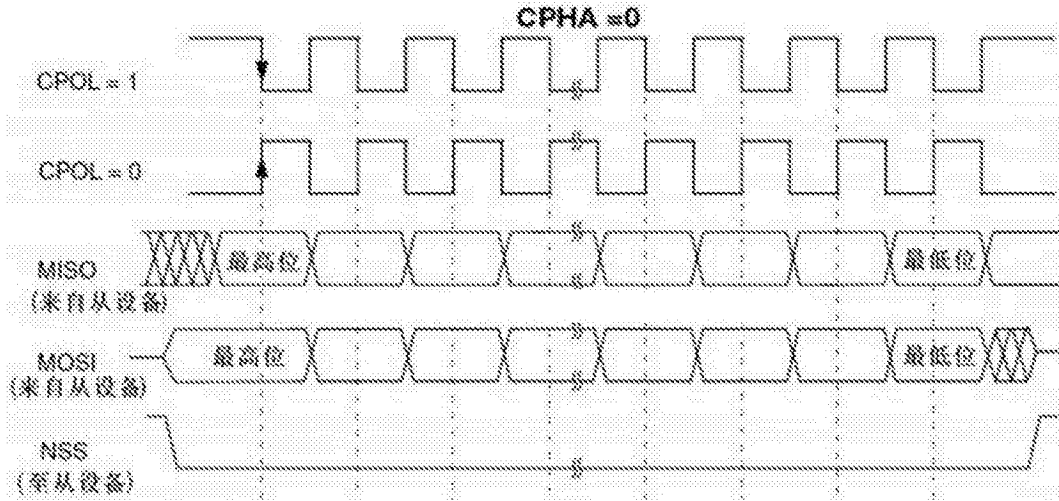 CPHA =0
CPOL = 1
CPOL = 0
MISO
(来自从设备)
最高位
最低位
MOSI
(来自从设备)
最高位
最低位
NSS
(至从设备)